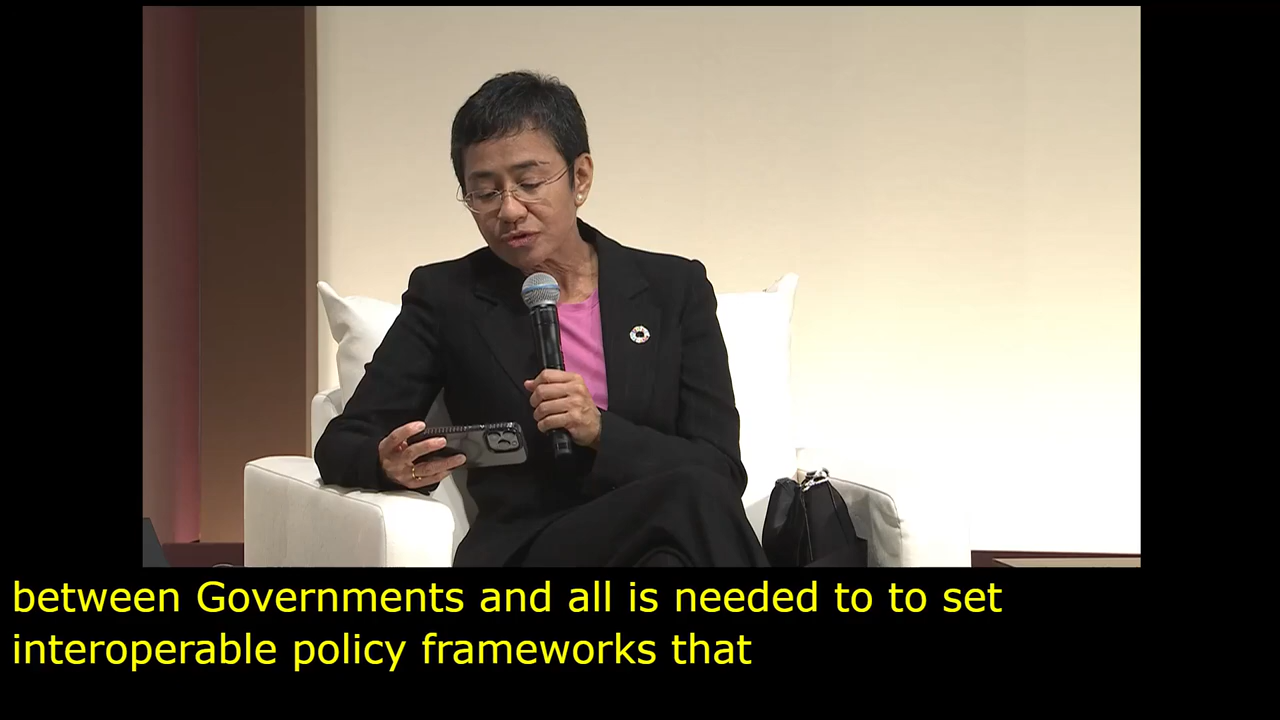 between Governments and all is needed to to set
interoperable policy frameworks that